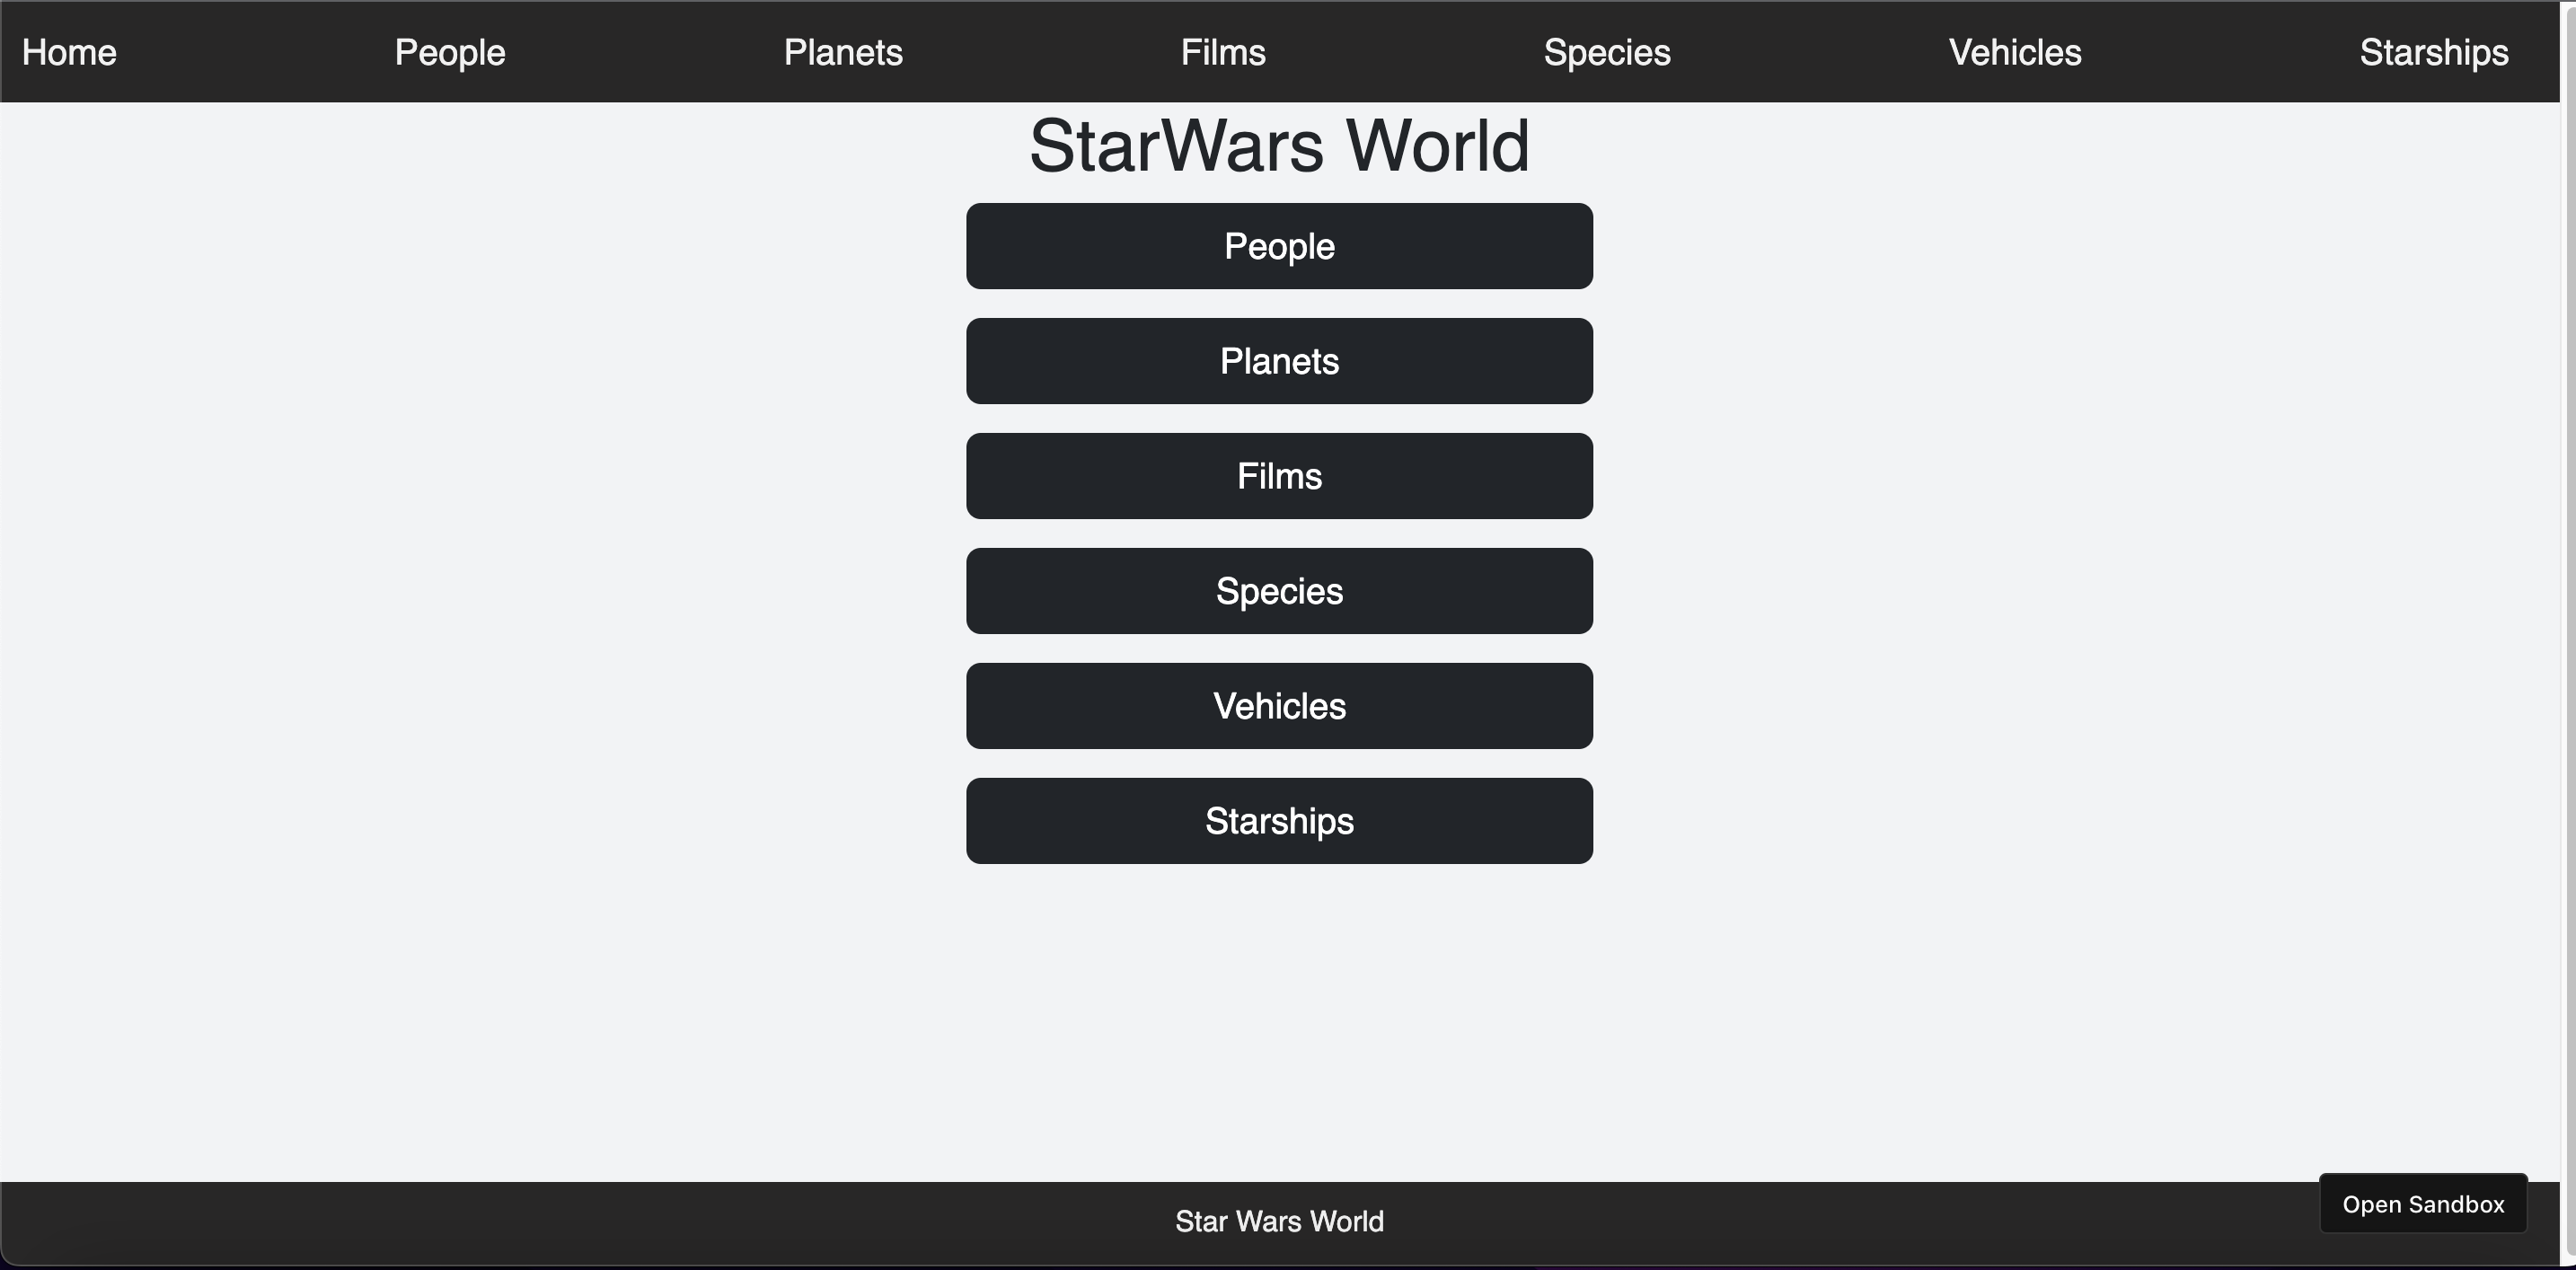 Home People Planets Films Species Vehicles Starships
StarWars World
People
Planets
Films
Species
Vehicles
Starships
Open Sandbox
Star Wars World